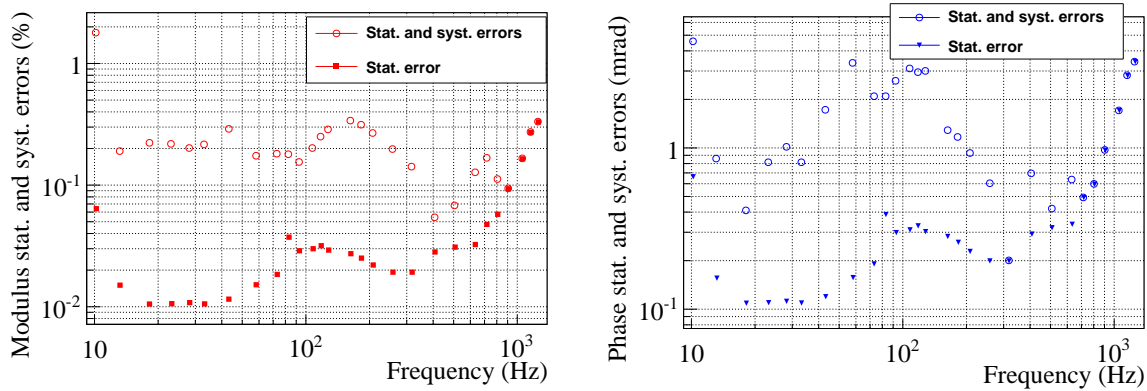 Modulus stat. and syst. errors (%)
Stat. and syst. errors
Stat. error
1
10⁻¹
10⁻²
10
10²
10³
Frequency (Hz)
Phase stat. and syst. errors (mrad)
Stat. and syst. errors
Stat. error
1
10⁻¹
10
10²
10³
Frequency (Hz)